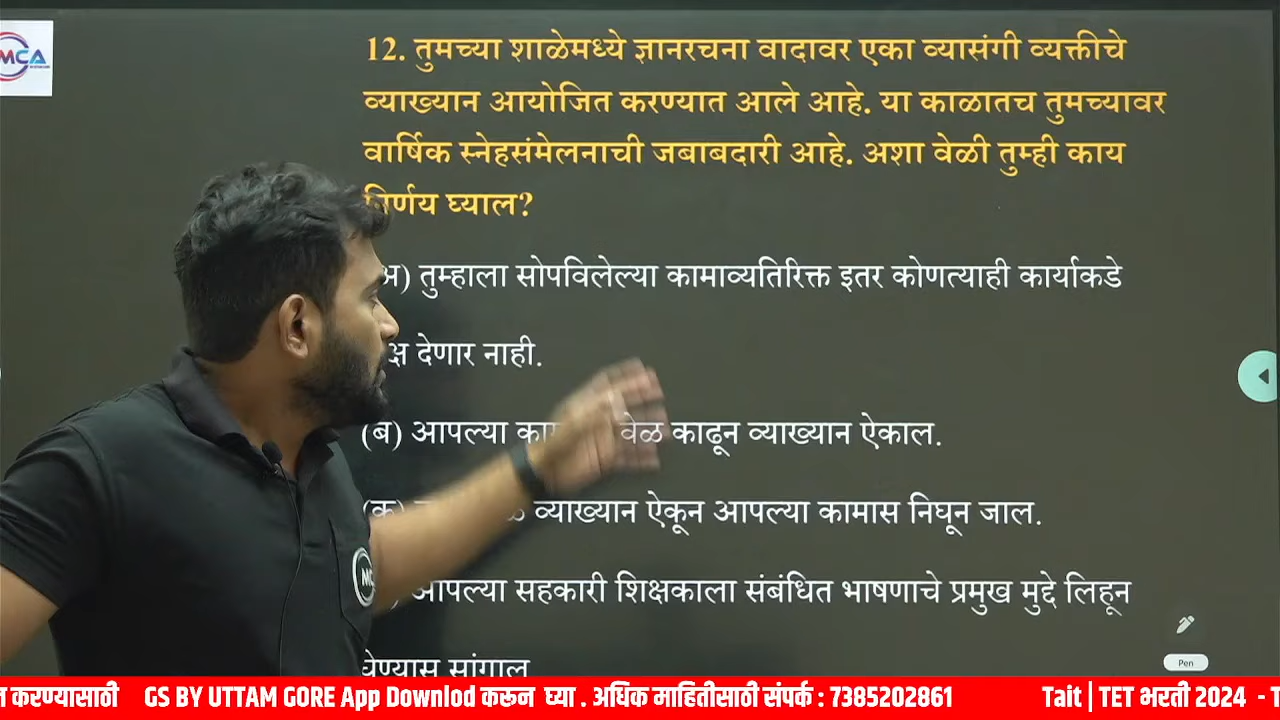 MCA
12. तुमच्या शाळेमध्ये ज्ञानरचना वादावर एका व्यासंगी व्यक्तीचे
व्याख्यान आयोजित करण्यात आले आहे. या काळातच तुमच्यावर
वार्षिक स्नेहसंमेलनाची जबाबदारी आहे. अशा वेळी तुम्ही काय
घ्याल?
अ) तुम्हाला सोपविलेल्या कामाव्यतिरिक्त इतर कोणत्याही कार्याकडे
देणार नाही.
(ब) आपल्या वेळ काढून व्याख्यान ऐकाल.
व्याख्यान ऐकून आपल्या कामास निघून जाल.
आपल्या सहकारी शिक्षकाला संबंधित भाषणाचे प्रमुख मुद्दे लिहून
घेण्यास सांगाल
Pen
करण्यासाठी GS BY UTTAM GORE App Downlod करून घ्या . अधिक माहितीसाठी संपर्क : 7385202861 Tait | TET भरती 2024 - T